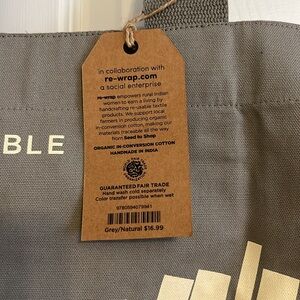 in collaboration with
re-wrap.com
a social enterprise
re-wrap empowers rural Indian
women to earn a living by
handcrafting re-usable textile
products. We support local
farmers in producing organic
in-conversion cotton, making our
materials traceable all the way
from Seed to Shop
ORGANIC IN-CONVERSION COTTON
HANDMADE IN INDIA
GUARANTEED FAIR TRADE
Hand wash cold separately
Color transfer possible when wet
9780594079941
Grey/Natural $16.99
BLE